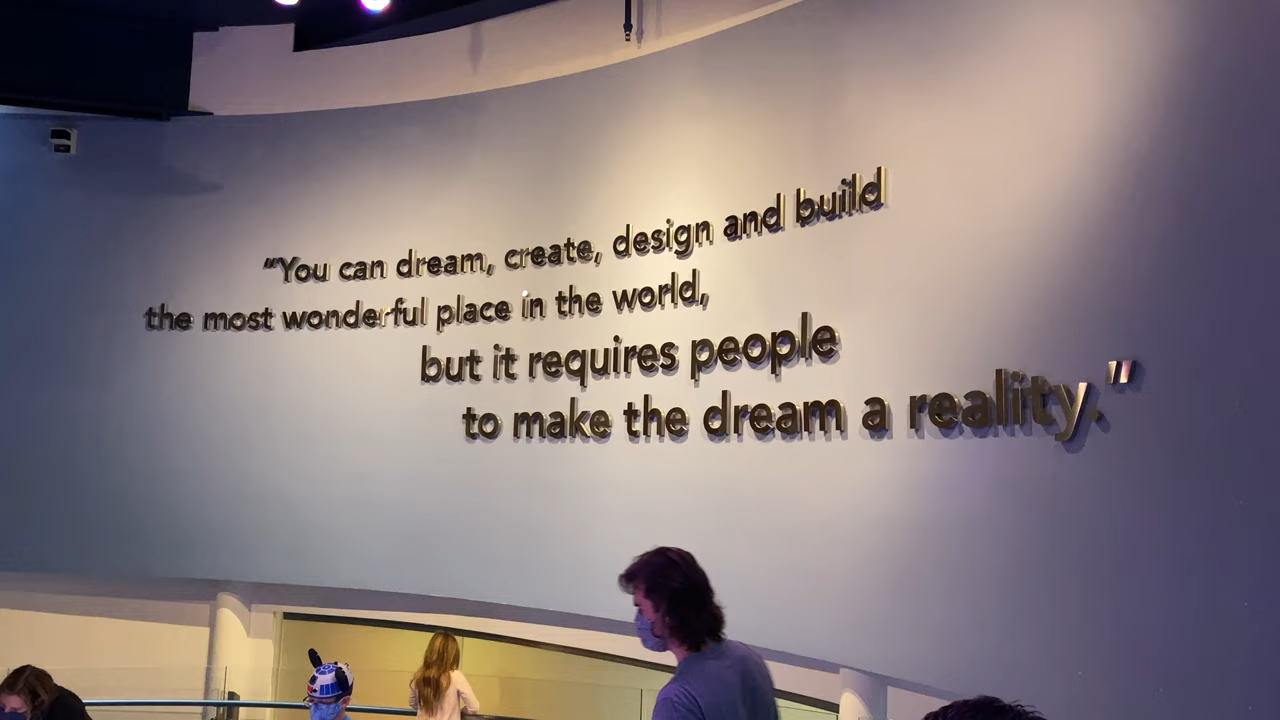 “You can dream, create, design and build
the most wonderful place in the world,
but it requires people
to make the dream a reality."